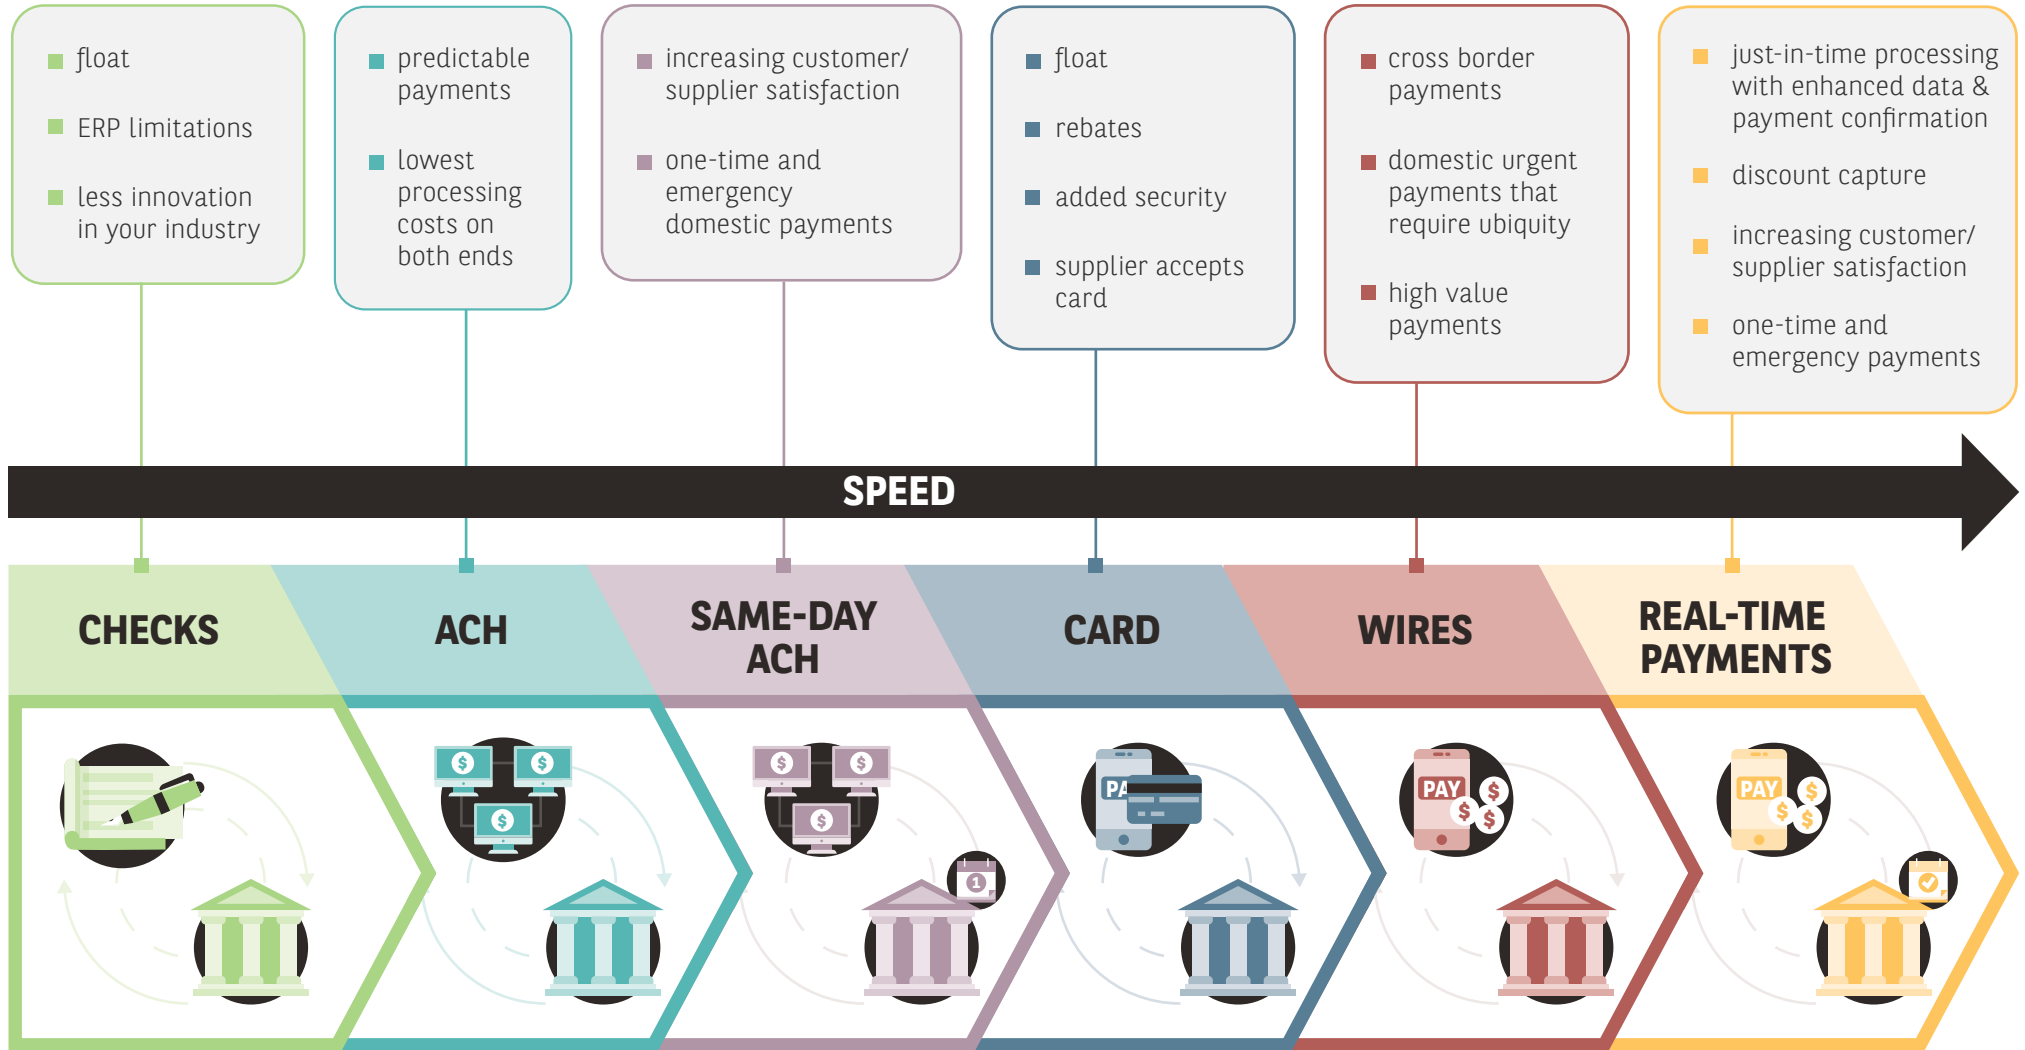 float
ERP limitations
less innovation
in your industry
predictable
payments
lowest
processing
costs on
both ends
increasing customer/
supplier satisfaction
one-time and
emergency
domestic payments
float
rebates
added security
supplier accepts
card
cross border
payments
domestic urgent
payments that
require ubiquity
high value
payments
just-in-time processing
with enhanced data &
payment confirmation
discount capture
increasing customer/
supplier satisfaction
one-time and
emergency payments
SPEED
CHECKS
ACH
SAME-DAY
ACH
CARD
WIRES
REAL-TIME
PAYMENTS
$
$
$
$
$
$
1
PA
PAY
$
$
$
PAY
$
$
$